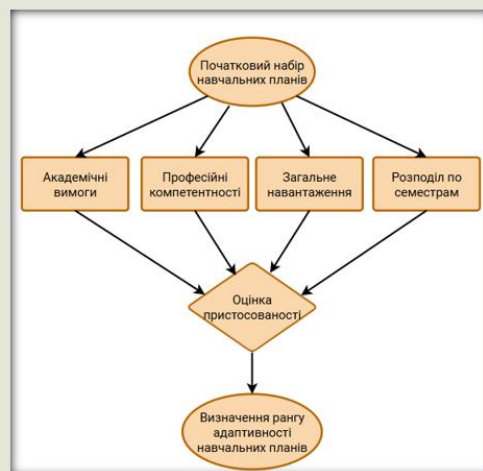 Початковий набір
навчальних планів
Академічні
вимоги
Професійні
компетентності
Загальне
навантаження
Розподіл по
семестрам
Оцінка
пристосованості
Визначення рангу
адаптивності
навчальних планів